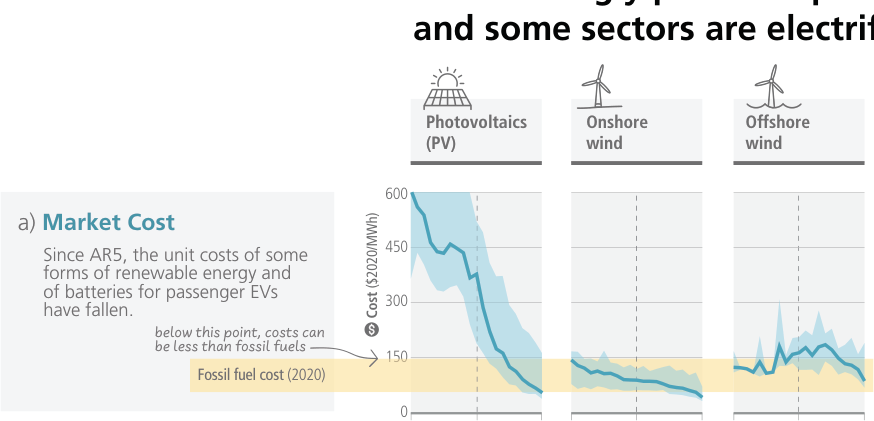 and some sectors are electrif
Photovoltaics
(PV)
Onshore
wind
Offshore
wind
a) Market Cost
Since AR5, the unit costs of some
forms of renewable energy and
of batteries for passenger EVs
have fallen.
below this point, costs can
be less than fossil fuels
Fossil fuel cost (2020)
$ Cost ($2020/MWh)
600
450
300
150
0